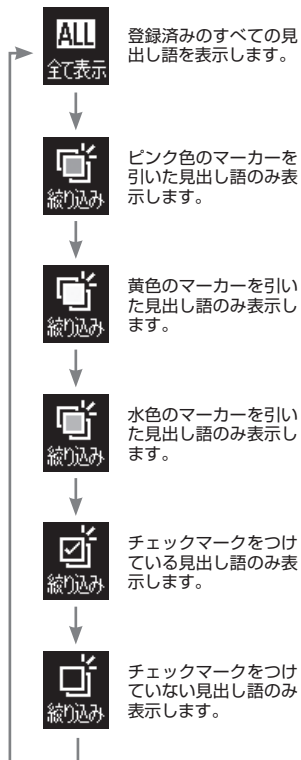 ALL
全て表示
登録済みのすべての見
出し語を表示します。
絞り込み
ピンク色のマーカーを
引いた見出し語のみ表
示します。
絞り込み
黄色のマーカーを引い
た見出し語のみ表示し
ます。
絞り込み
水色のマーカーを引い
た見出し語のみ表示し
ます。
絞り込み
チェックマークをつけ
ている見出し語のみ表
示します。
絞り込み
チェックマークをつけ
ていない見出し語のみ
表示します。